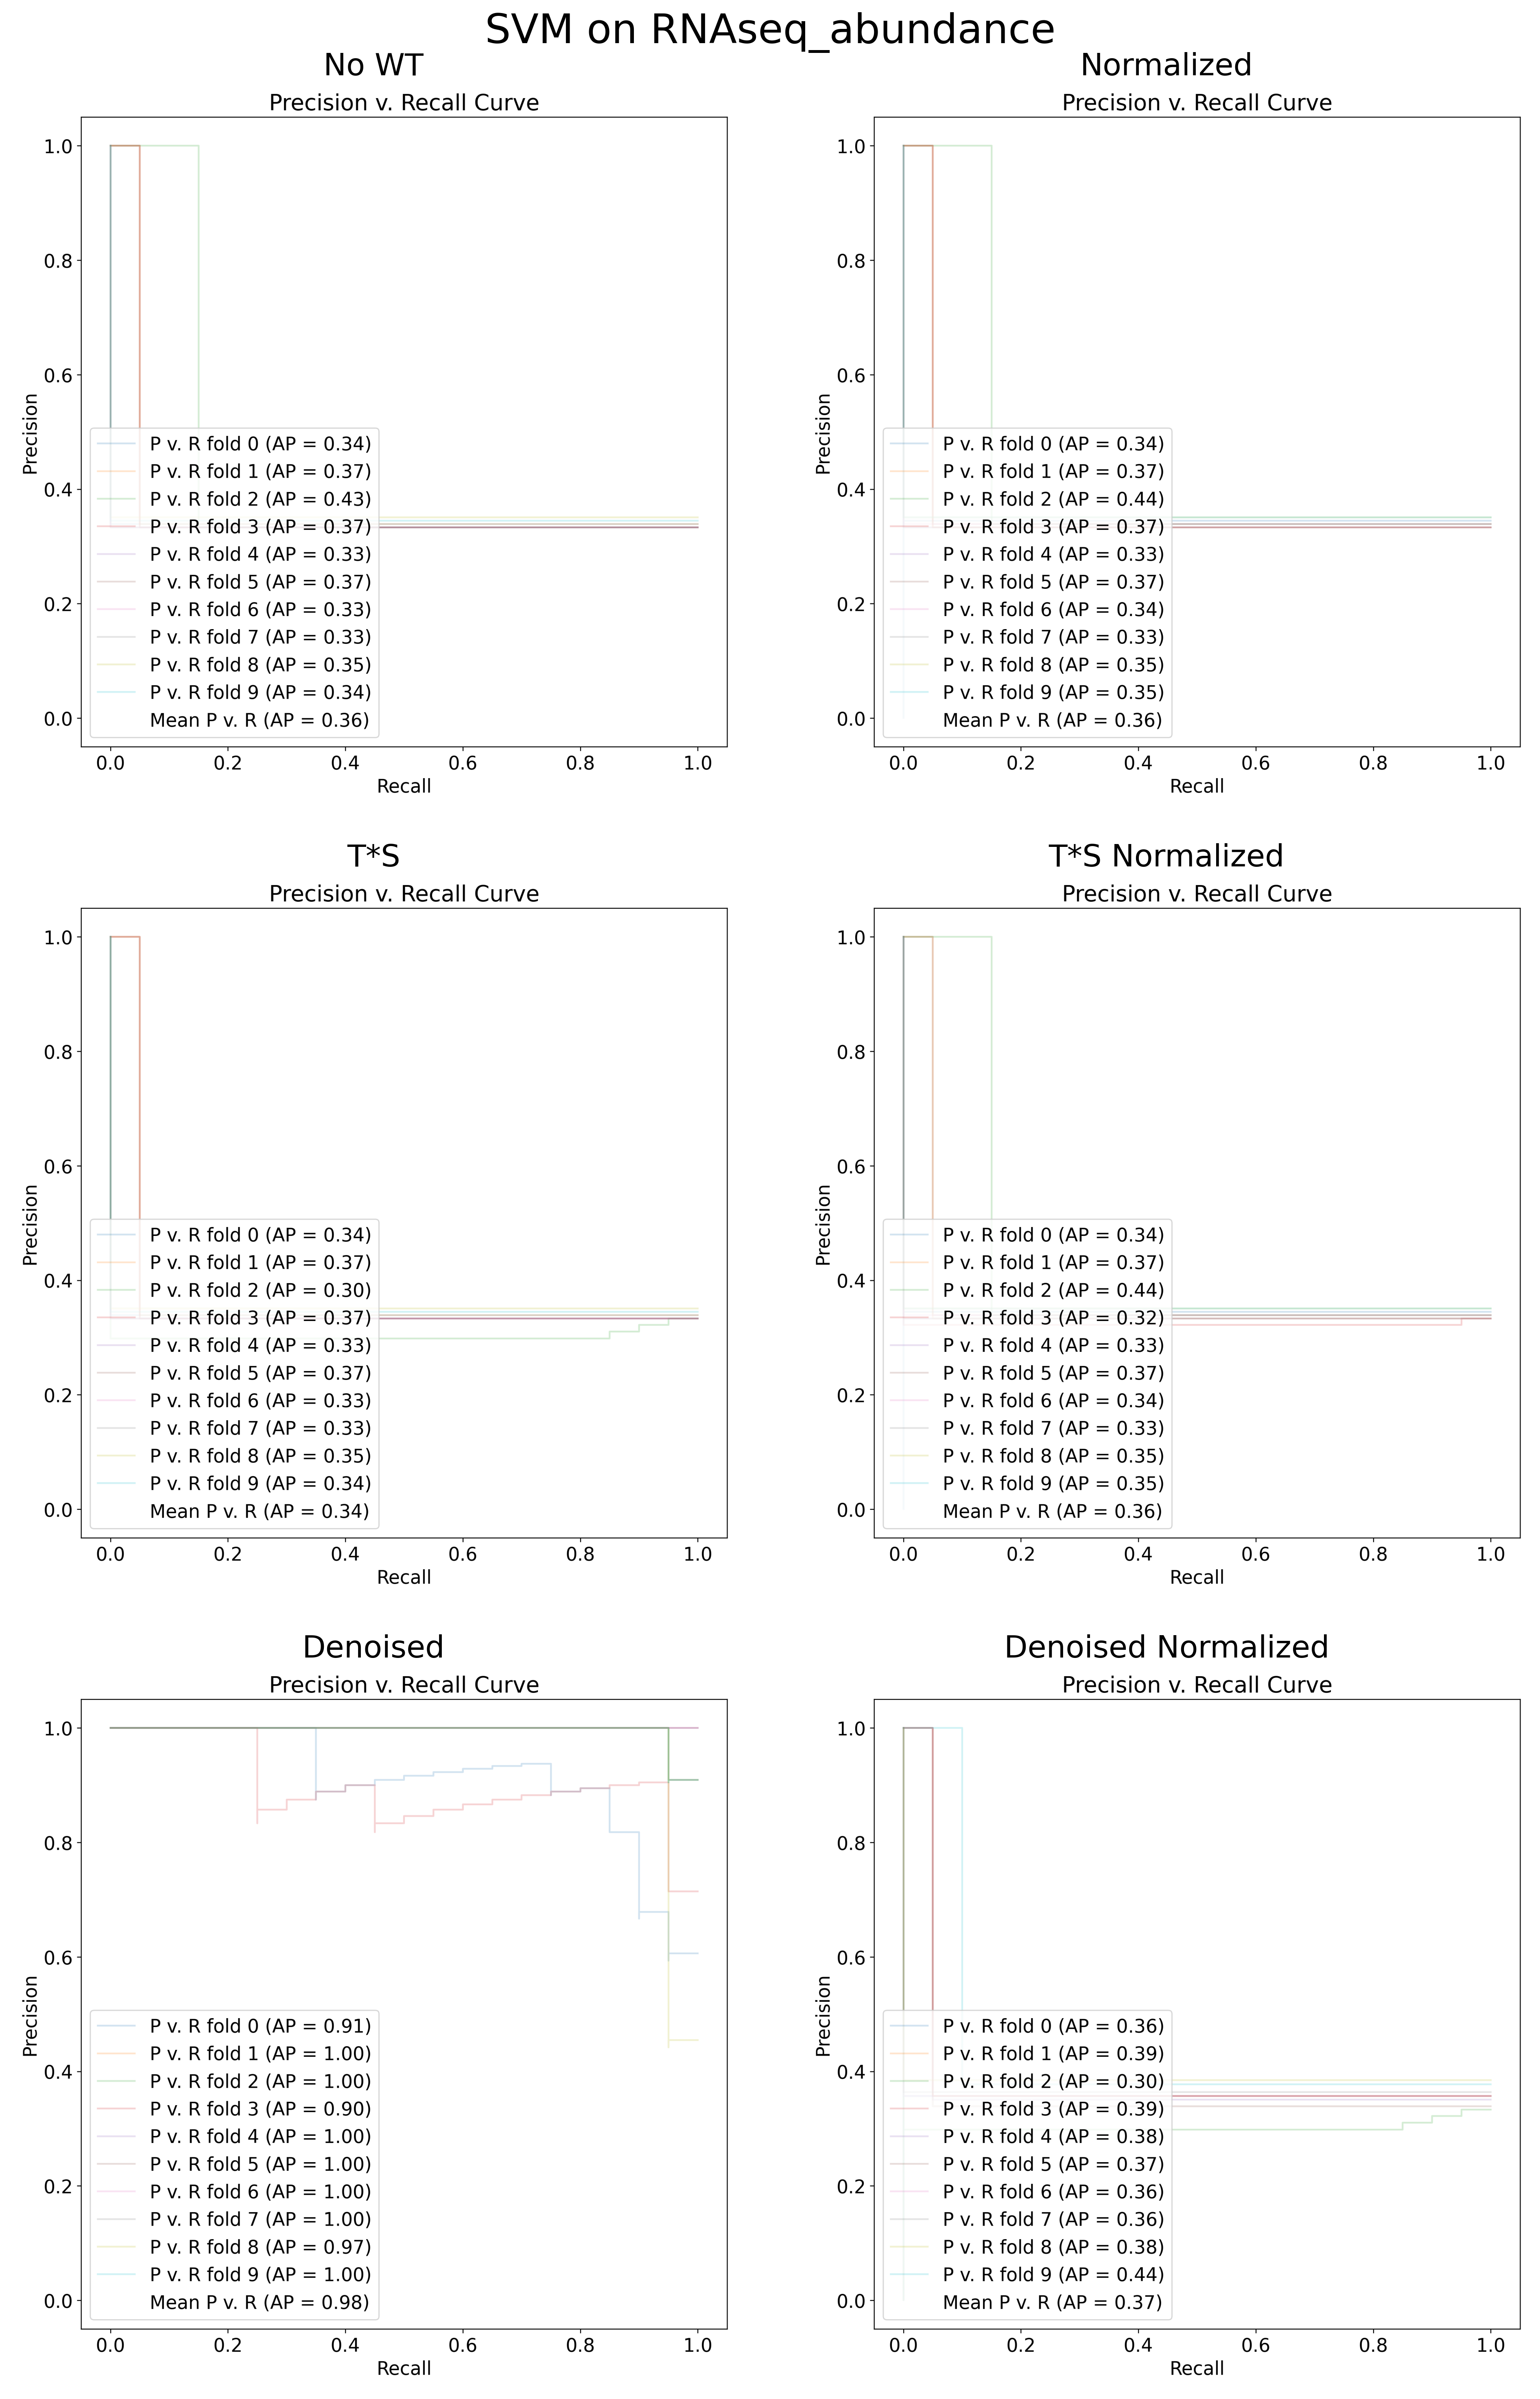 SVM on RNAseq_abundance
No WT
Precision v. Recall Curve
1.0
0.8
0.6
0.4
0.2
0.0
Precision
P v. R fold 0 (AP = 0.34)
P v. R fold 1 (AP = 0.37)
P v. R fold 2 (AP = 0.43)
P v. R fold 3 (AP = 0.37)
P v. R fold 4 (AP = 0.33)
P v. R fold 5 (AP = 0.37)
P v. R fold 6 (AP = 0.33)
P v. R fold 7 (AP = 0.33)
P v. R fold 8 (AP = 0.35)
P v. R fold 9 (AP = 0.34)
Mean P v. R (AP = 0.36)
0.0 0.2 0.4 0.6 0.8 1.0
Recall
Normalized
Precision v. Recall Curve
1.0
0.8
0.6
0.4
0.2
0.0
Precision
P v. R fold 0 (AP = 0.34)
P v. R fold 1 (AP = 0.37)
P v. R fold 2 (AP = 0.44)
P v. R fold 3 (AP = 0.37)
P v. R fold 4 (AP = 0.33)
P v. R fold 5 (AP = 0.37)
P v. R fold 6 (AP = 0.34)
P v. R fold 7 (AP = 0.33)
P v. R fold 8 (AP = 0.35)
P v. R fold 9 (AP = 0.35)
Mean P v. R (AP = 0.36)
0.0 0.2 0.4 0.6 0.8 1.0
Recall
T*S
Precision v. Recall Curve
1.0
0.8
0.6
0.4
0.2
0.0
Precision
P v. R fold 0 (AP = 0.34)
P v. R fold 1 (AP = 0.37)
P v. R fold 2 (AP = 0.30)
P v. R fold 3 (AP = 0.37)
P v. R fold 4 (AP = 0.33)
P v. R fold 5 (AP = 0.37)
P v. R fold 6 (AP = 0.33)
P v. R fold 7 (AP = 0.33)
P v. R fold 8 (AP = 0.35)
P v. R fold 9 (AP = 0.34)
Mean P v. R (AP = 0.34)
0.0 0.2 0.4 0.6 0.8 1.0
Recall
T*S Normalized
Precision v. Recall Curve
1.0
0.8
0.6
0.4
0.2
0.0
Precision
P v. R fold 0 (AP = 0.34)
P v. R fold 1 (AP = 0.37)
P v. R fold 2 (AP = 0.44)
P v. R fold 3 (AP = 0.32)
P v. R fold 4 (AP = 0.33)
P v. R fold 5 (AP = 0.37)
P v. R fold 6 (AP = 0.34)
P v. R fold 7 (AP = 0.33)
P v. R fold 8 (AP = 0.35)
P v. R fold 9 (AP = 0.35)
Mean P v. R (AP = 0.36)
0.0 0.2 0.4 0.6 0.8 1.0
Recall
Denoised
Precision v. Recall Curve
1.0
0.8
0.6
0.4
0.2
0.0
Precision
P v. R fold 0 (AP = 0.91)
P v. R fold 1 (AP = 1.00)
P v. R fold 2 (AP = 1.00)
P v. R fold 3 (AP = 0.90)
P v. R fold 4 (AP = 1.00)
P v. R fold 5 (AP = 1.00)
P v. R fold 6 (AP = 1.00)
P v. R fold 7 (AP = 1.00)
P v. R fold 8 (AP = 0.97)
P v. R fold 9 (AP = 1.00)
Mean P v. R (AP = 0.98)
0.0 0.2 0.4 0.6 0.8 1.0
Recall
Denoised Normalized
Precision v. Recall Curve
1.0
0.8
0.6
0.4
0.2
0.0
Precision
P v. R fold 0 (AP = 0.36)
P v. R fold 1 (AP = 0.39)
P v. R fold 2 (AP = 0.30)
P v. R fold 3 (AP = 0.39)
P v. R fold 4 (AP = 0.38)
P v. R fold 5 (AP = 0.37)
P v. R fold 6 (AP = 0.36)
P v. R fold 7 (AP = 0.36)
P v. R fold 8 (AP = 0.38)
P v. R fold 9 (AP = 0.44)
Mean P v. R (AP = 0.37)
0.0 0.2 0.4 0.6 0.8 1.0
Recall